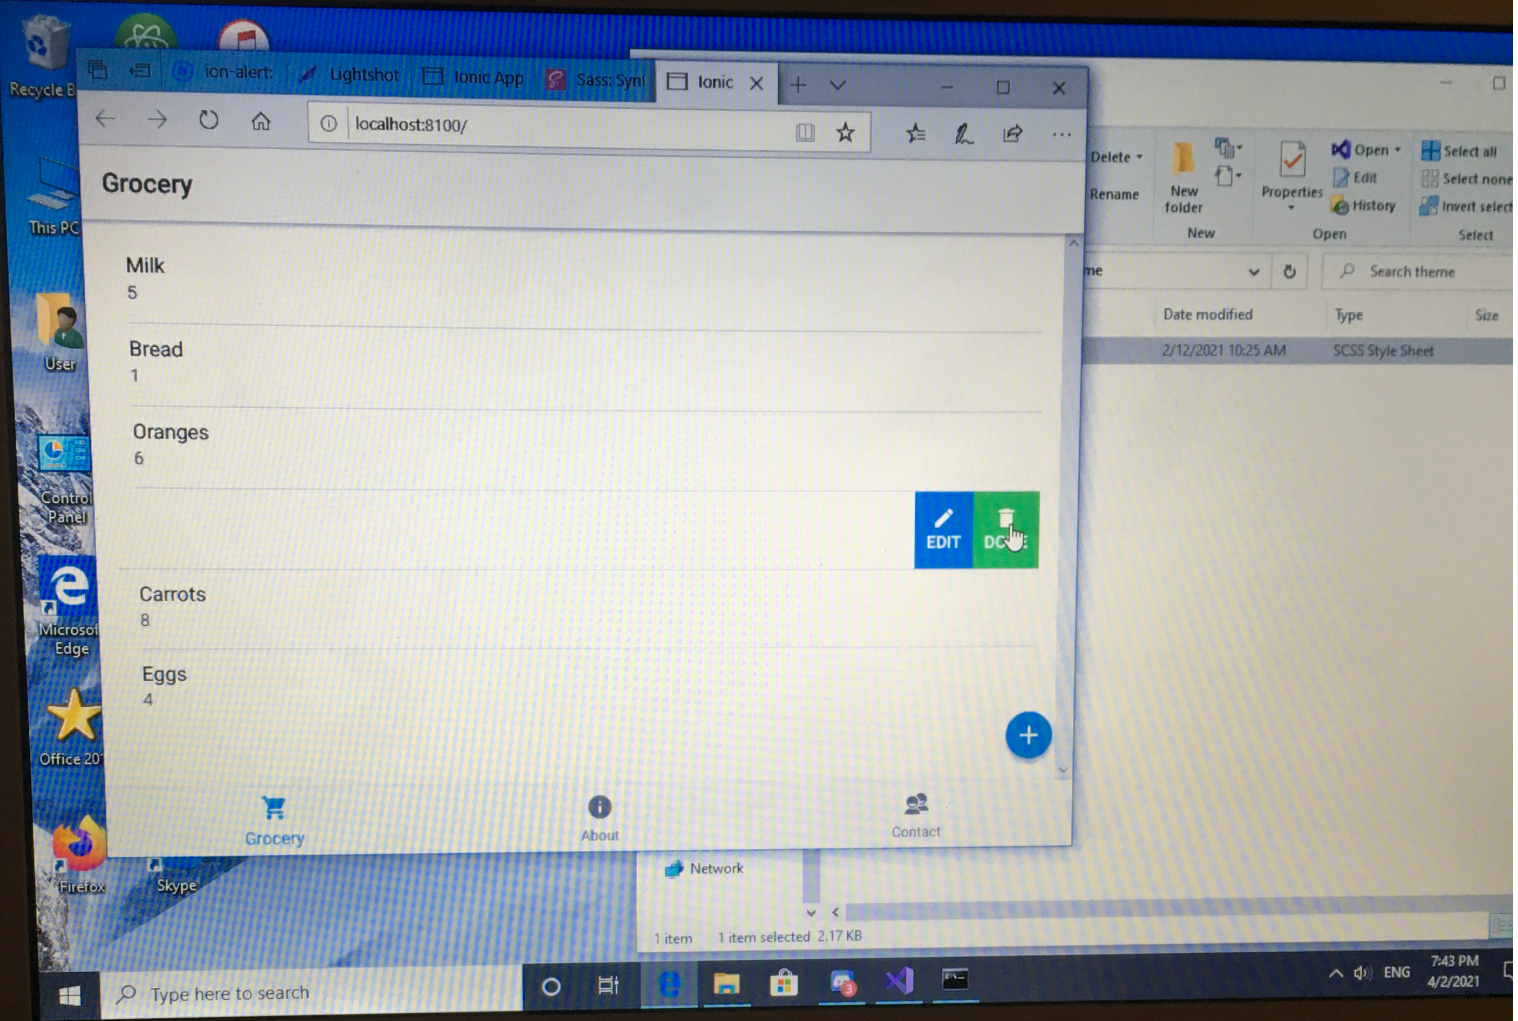 Recycle B
ion-alert:
Lightshot
Ionic App
Sass: Syn
Ionic
localhost:8100/
Grocery
Milk
5
Bread
1
Oranges
6
EDIT
Carrots
8
Eggs
4
Grocery
About
Contact
This PC
User
Control
Panel
Microsof
Edge
Office 20
Firefox
Skype
Delete
Rename
New
folder
New
Properties
Open
Edit
History
Open
Select all
Select none
Invert select
Select
me
Search theme
Date modified
Type
Size
2/12/2021 10:25 AM
SCSS Style Sheet
Network
1 item
1 item selected 2.17 KB
Type here to search
3
ENG
7:43 PM
4/2/2021